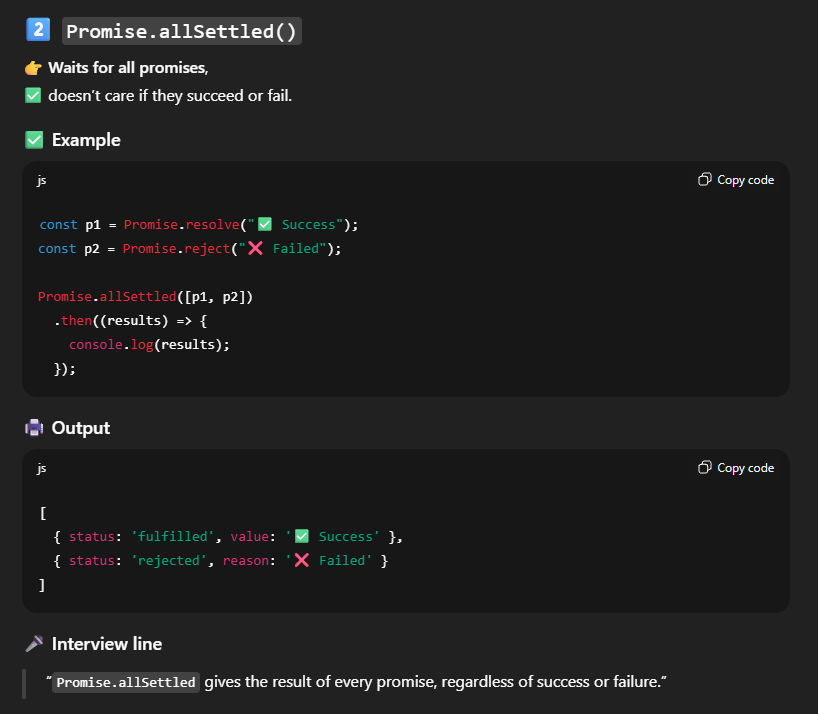 2️⃣ Promise.allSettled()
👉 Waits for all promises,
✅ doesn’t care if they succeed or fail.
✅ Example
js
Copy code
const p1 = Promise.resolve("✅ Success");
const p2 = Promise.reject("❌ Failed");
Promise.allSettled([p1, p2])
  .then((results) => {
    console.log(results);
  });
🖨️ Output
js
Copy code
[
  { status: 'fulfilled', value: '✅ Success' },
  { status: 'rejected', reason: '❌ Failed' }
]
🎤 Interview line
“Promise.allSettled gives the result of every promise, regardless of success or failure.”